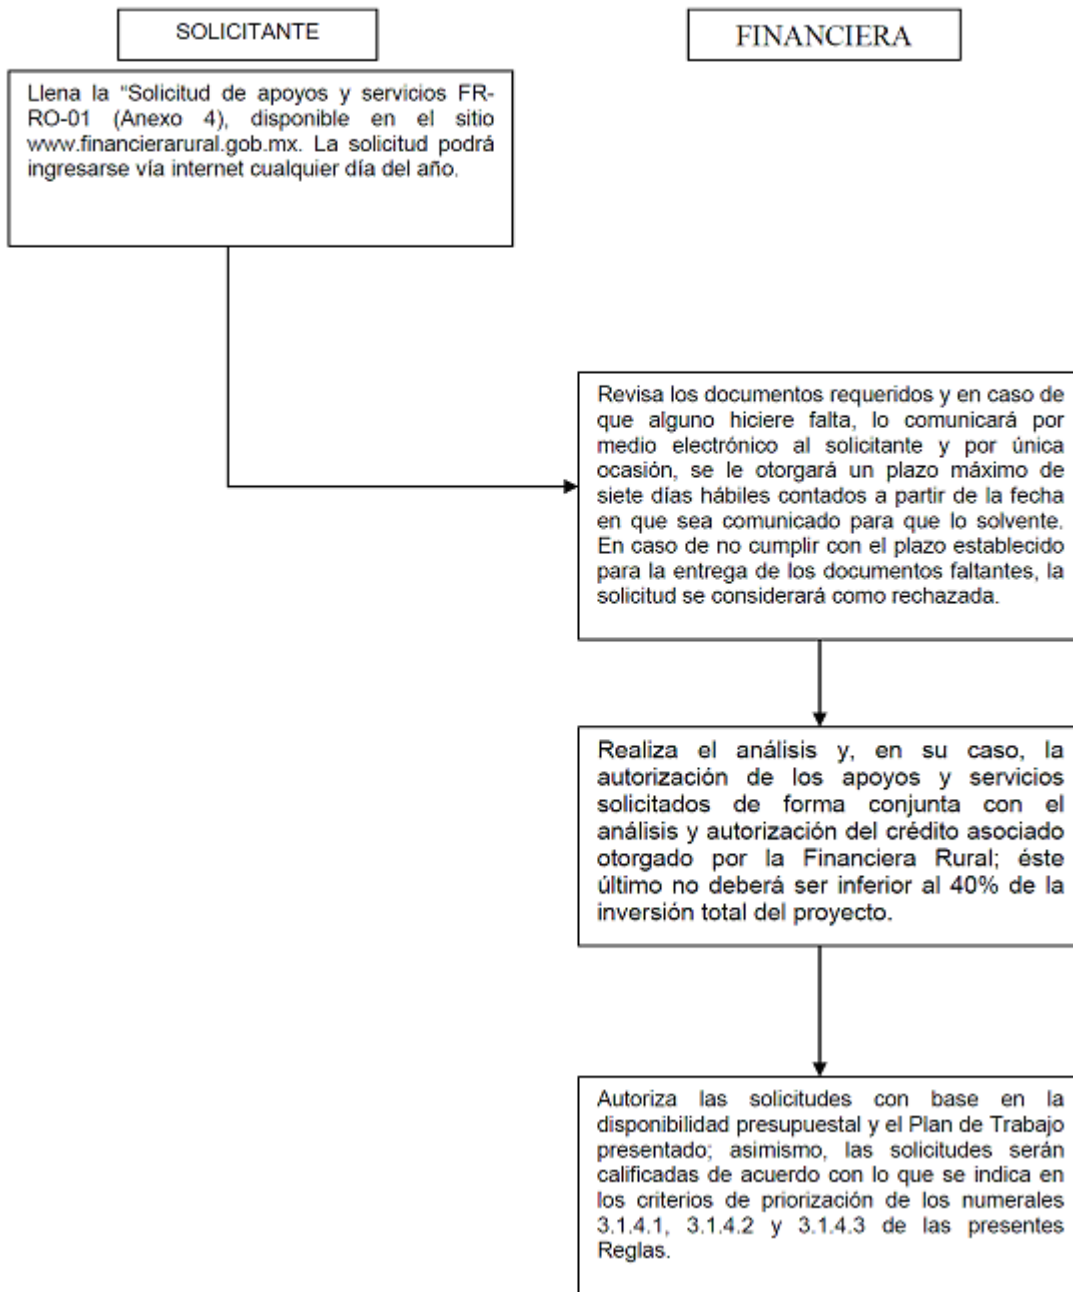 SOLICITANTE
FINANCIERA
Llena la “Solicitud de apoyos y servicios FR-
RO-01 (Anexo 4), disponible en el sitio
www.financierarural.gob.mx. La solicitud podrá
ingresarse vía internet cualquier día del año.
Revisa los documentos requeridos y en caso de
que alguno hiciere falta, lo comunicará por
medio electrónico al solicitante y por única
ocasión, se le otorgará un plazo máximo de
siete días hábiles contados a partir de la fecha
en que sea comunicado para que lo solvente.
En caso de no cumplir con el plazo establecido
para la entrega de los documentos faltantes, la
solicitud se considerará como rechazada.
Realiza el análisis y, en su caso, la
autorización de los apoyos y servicios
solicitados de forma conjunta con el
análisis y autorización del crédito asociado
otorgado por la Financiera Rural; éste
último no deberá ser inferior al 40% de la
inversión total del proyecto.
Autoriza las solicitudes con base en la
disponibilidad presupuestal y el Plan de Trabajo
presentado; asimismo, las solicitudes serán
calificadas de acuerdo con lo que se indica en
los criterios de priorización de los numerales
3.1.4.1, 3.1.4.2 y 3.1.4.3 de las presentes
Reglas.